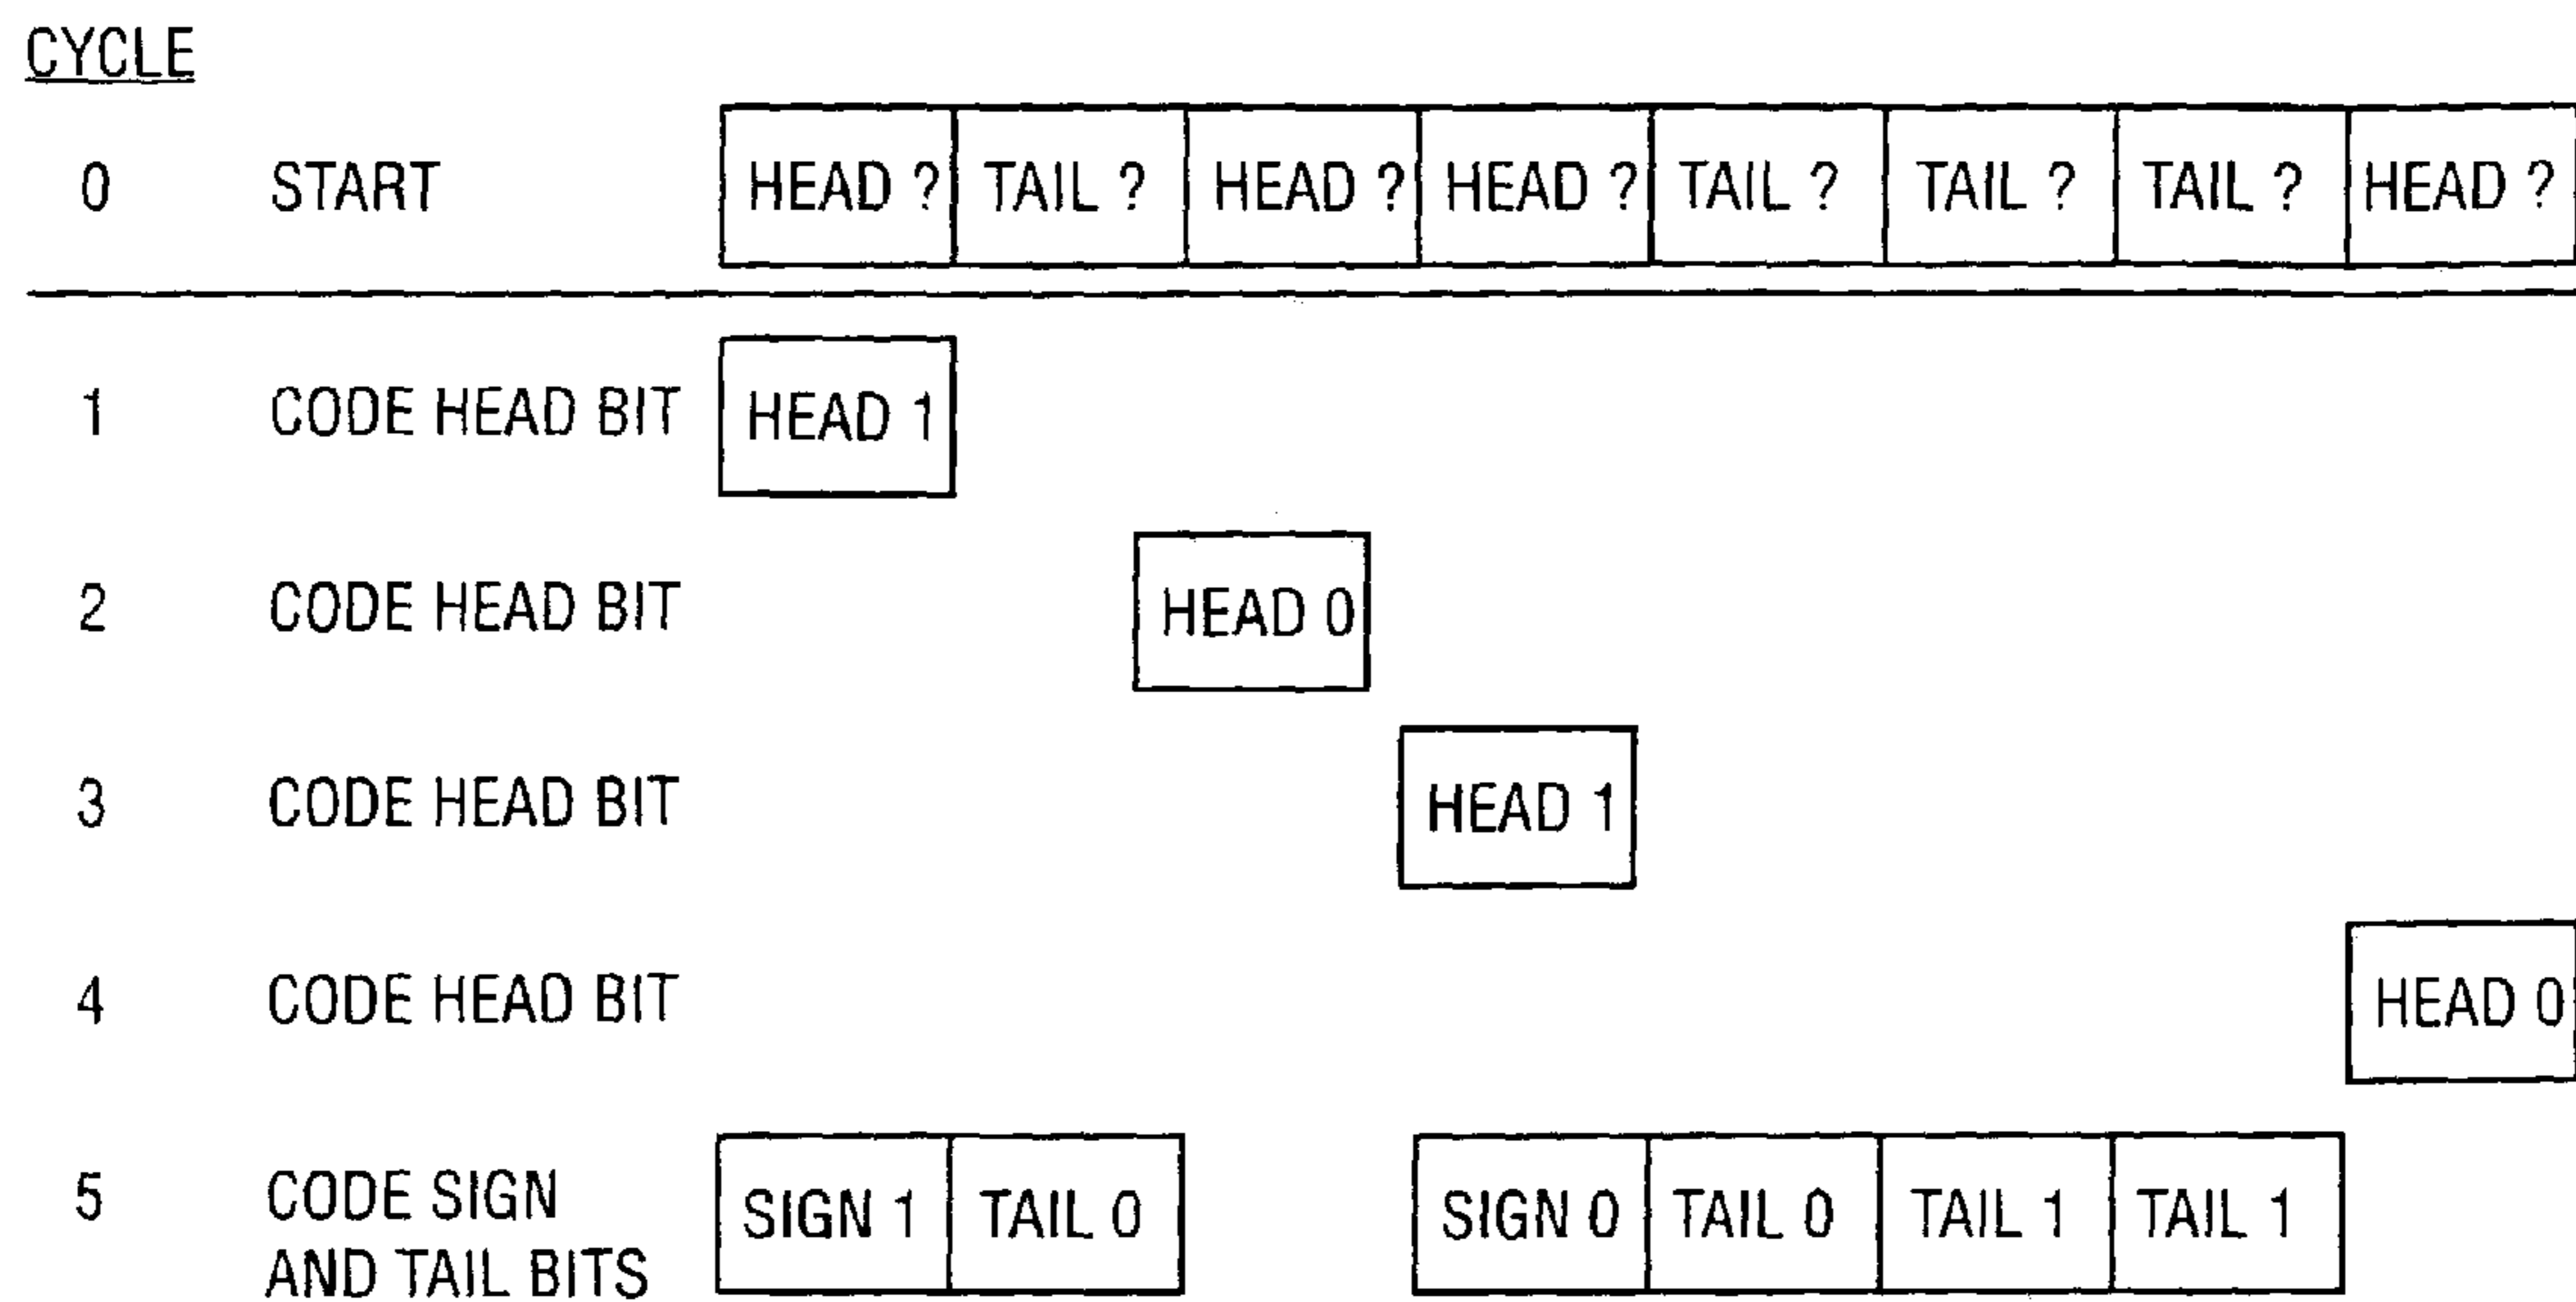 CYCLE
0 START HEAD ? TAIL ? HEAD ? HEAD ? TAIL ? TAIL ? TAIL ? HEAD ?
1 CODE HEAD BIT HEAD 1
2 CODE HEAD BIT HEAD 0
3 CODE HEAD BIT HEAD 1
4 CODE HEAD BIT HEAD 0
5 CODE SIGN SIGN 1 TAIL 0 SIGN 0 TAIL 0 TAIL 1 TAIL 1
AND TAIL BITS